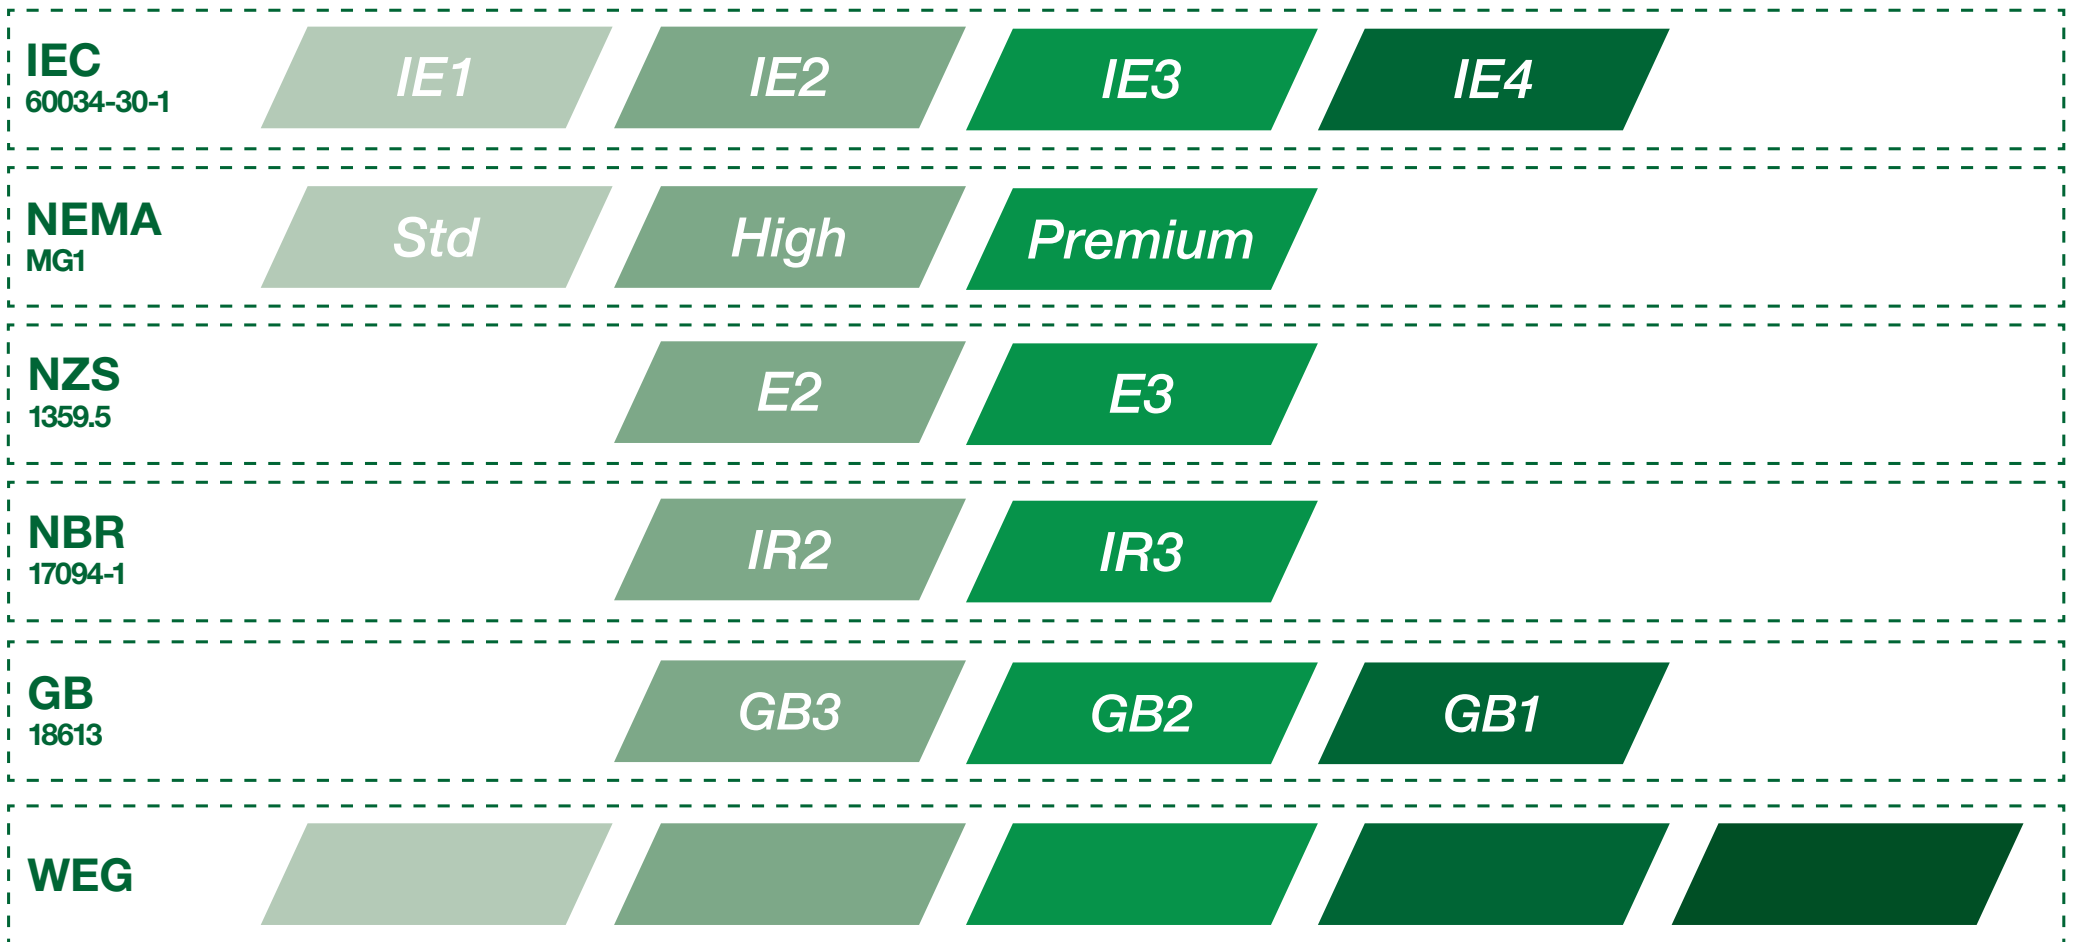 IEC
60034-30-1
IE1 IE2 IE3 IE4
NEMA
MG1
Std High Premium
NZS
1359.5
E2 E3
NBR
17094-1
IR2 IR3
GB
18613
GB3 GB2 GB1
WEG